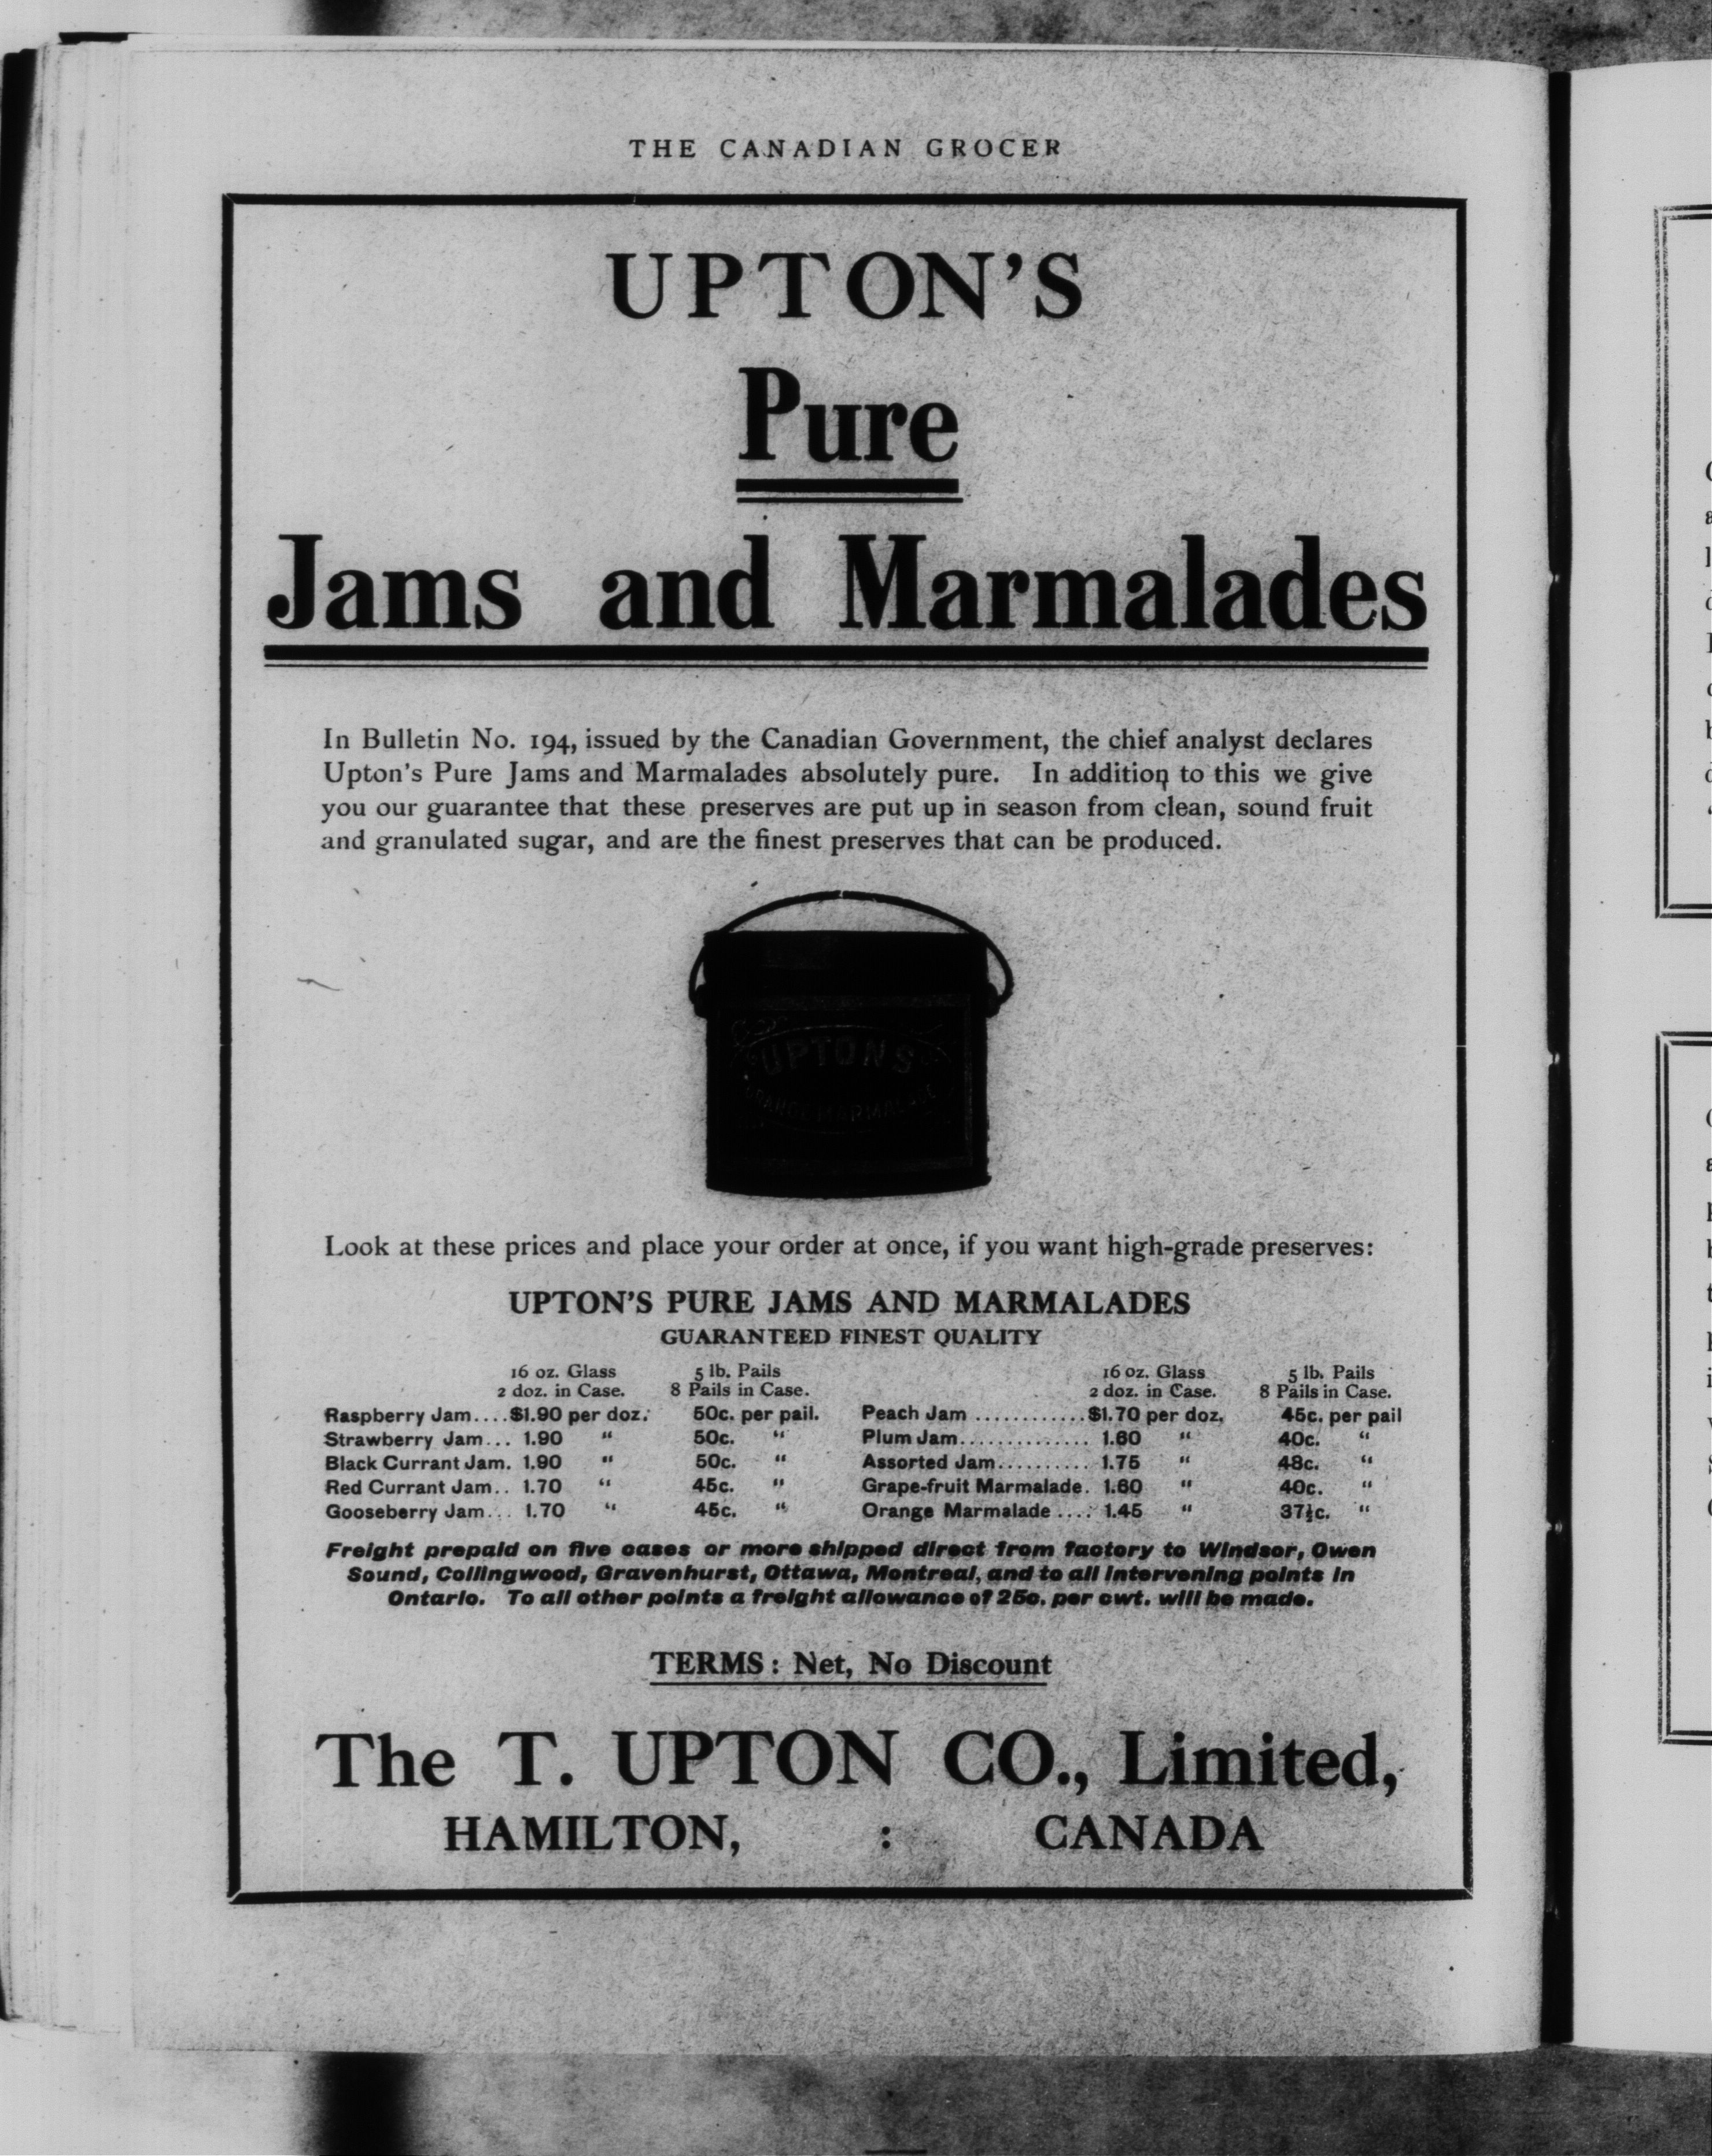 THE CANADIAN GROCER
UPTON'S
Pure
Jams and Marmalades
In Bulletin No. 194, issued by the Canadian Government, the chief analyst declares
Upton's Pure Jams and Marmalades absolutely pure. In addition to this we give
you our guarantee that these preserves are put up in season from clean, sound fruit
and granulated sugar, and are the finest preserves that can be produced.
UPTONS
ORANGE MARMALADE
Look at these prices and place your order at once, if you want high-grade preserves:
UPTON'S PURE JAMS AND MARMALADES
GUARANTEED FINEST QUALITY
16 oz. Glass 5 lb. Pails 16 oz. Glass 5 lb. Pails
2 doz. in Case. 8 Pails in Case. 2 doz. in Case. 8 Pails in Case.
Raspberry Jam....$1.90 per doz. 50c. per pail. Peach Jam ............$1.70 per doz. 45c. per pail
Strawberry Jam... 1.90 " 50c. " Plum Jam.............. 1.60 " 40c. "
Black Currant Jam. 1.90 " 50c. " Assorted Jam.......... 1.75 " 48c. "
Red Currant Jam.. 1.70 " 45c. " Grape-fruit Marmalade. 1.60 " 40c. "
Gooseberry Jam... 1.70 " 45c. " Orange Marmalade .... 1.45 " 37½c. "
Freight prepaid on five cases or more shipped direct from factory to Windsor, Owen
Sound, Collingwood, Gravenhurst, Ottawa, Montreal, and to all intervening points in
Ontario. To all other points a freight allowance of 25c. per cwt. will be made.
TERMS: Net, No Discount
The T. UPTON CO., Limited,
HAMILTON, : CANADA